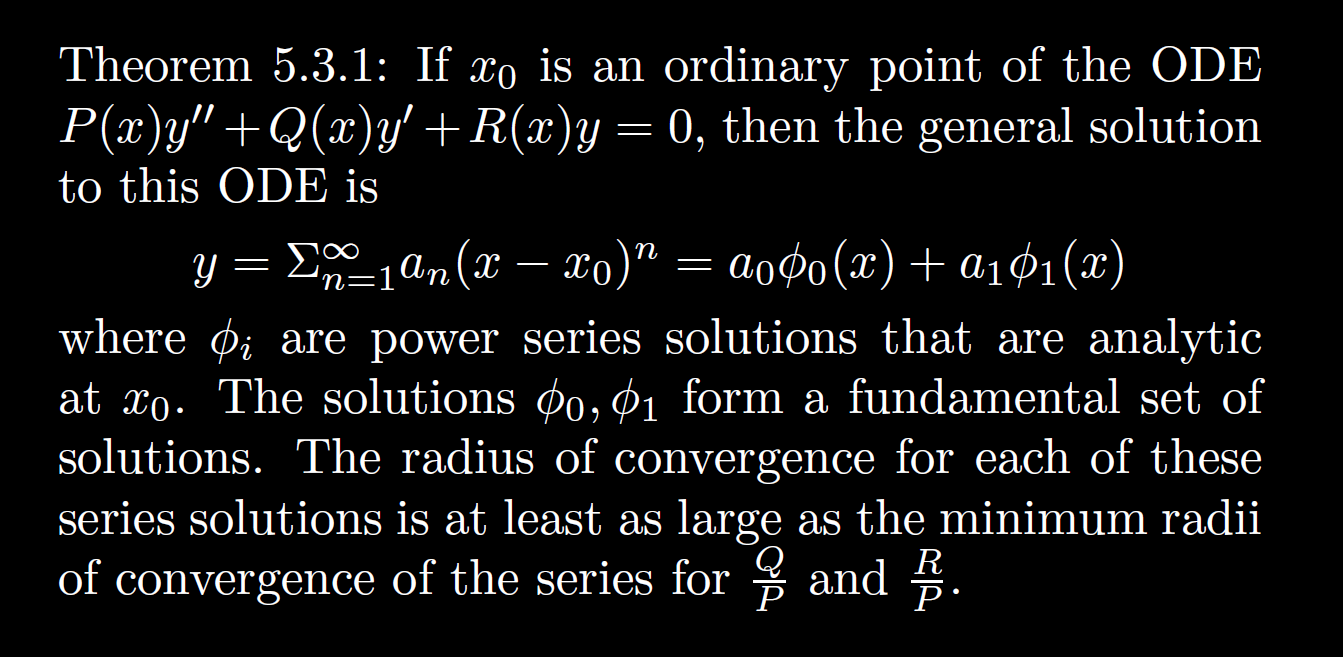 Theorem 5.3.1: If x₀ is an ordinary point of the ODE
P(x)y″ + Q(x)y′ + R(x)y = 0, then the general solution
to this ODE is
y = Σ_{n=1}^{∞} aₙ(x − x₀)ⁿ = a₀ϕ₀(x) + a₁ϕ₁(x)
where ϕᵢ are power series solutions that are analytic
at x₀. The solutions ϕ₀, ϕ₁ form a fundamental set of
solutions. The radius of convergence for each of these
series solutions is at least as large as the minimum radii
of convergence of the series for Q/P and R/P.